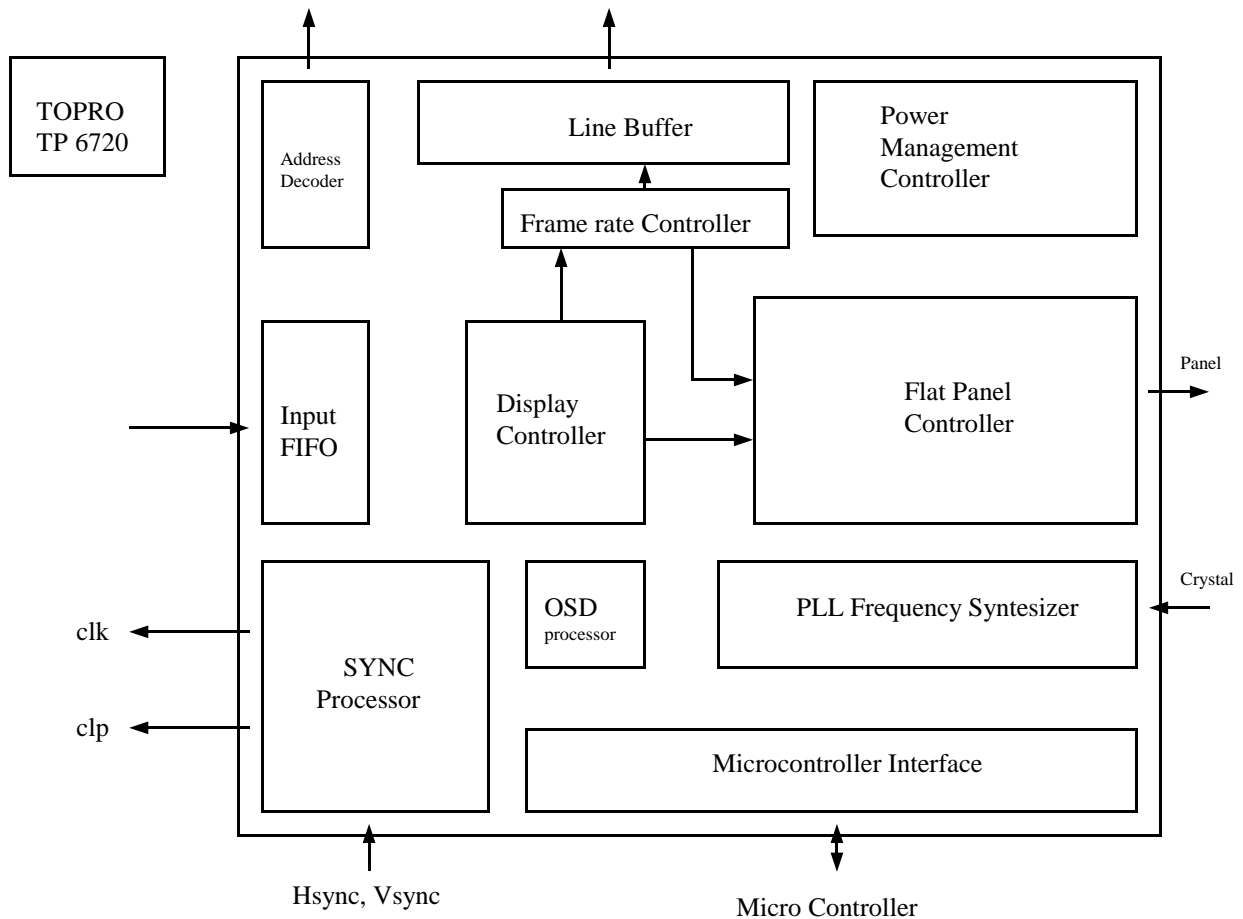 TOPRO
TP 6720
Address
Decoder
Line Buffer
Power
Management
Controller
Frame rate Controller
Input
FIFO
Display
Controller
Flat Panel
Controller
Panel
SYNC
Processor
OSD
processor
PLL Frequency Syntesizer
Crystal
clk
clp
Microcontroller Interface
Hsync, Vsync
Micro Controller